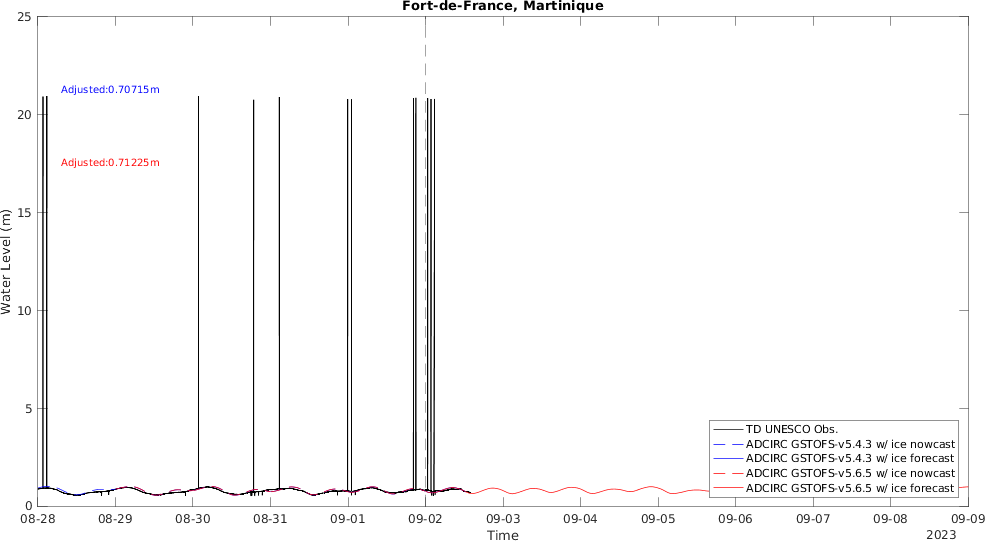 Fort-de-France, Martinique
25
20
15
10
5
0
Water Level (m)
Adjusted:0.70715m
Adjusted:0.71225m
TD UNESCO Obs.
ADCIRC GSTOFS-v5.4.3 w/ ice nowcast
ADCIRC GSTOFS-v5.4.3 w/ ice forecast
ADCIRC GSTOFS-v5.6.5 w/ ice nowcast
ADCIRC GSTOFS-v5.6.5 w/ ice forecast
08-28 08-29 08-30 08-31 09-01 09-02 09-03 09-04 09-05 09-06 09-07 09-08 09-09
Time
2023